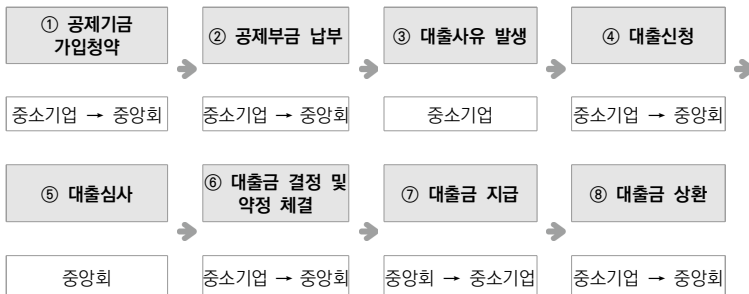 ① 공제기금
가입청약
② 공제부금 납부
③ 대출사유 발생
④ 대출신청
중소기업 → 중앙회
중소기업 → 중앙회
중소기업
중소기업 → 중앙회
⑤ 대출심사
⑥ 대출금 결정 및
약정 체결
⑦ 대출금 지급
⑧ 대출금 상환
중앙회
중소기업 → 중앙회
중앙회 → 중소기업
중소기업 → 중앙회